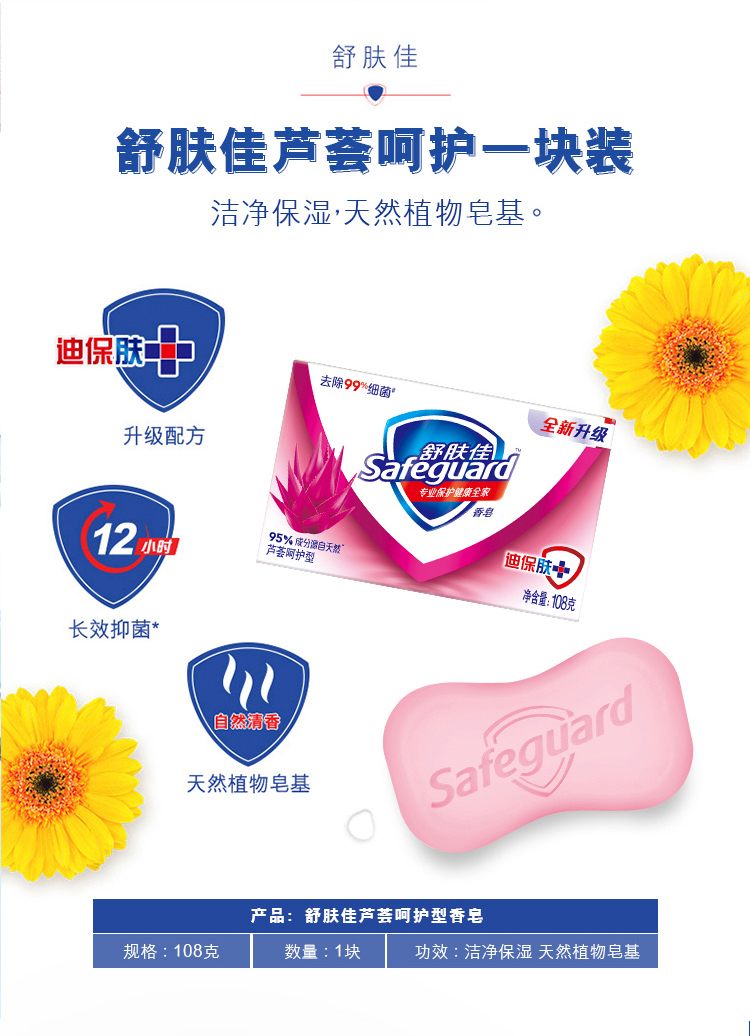 舒肤佳
舒肤佳芦荟呵护一块装
洁净保湿,天然植物皂基。
迪保肤
升级配方
去除99%细菌#
全新升级
舒肤佳
Safeguard™
专业保护健康全家
香皂
95%成分源自天然^
芦荟呵护型
迪保肤
净含量:108克
12小时
长效抑菌*
自然清香
天然植物皂基
Safeguard
产品:舒肤佳芦荟呵护型香皂
规格:108克
数量:1块
功效:洁净保湿 天然植物皂基